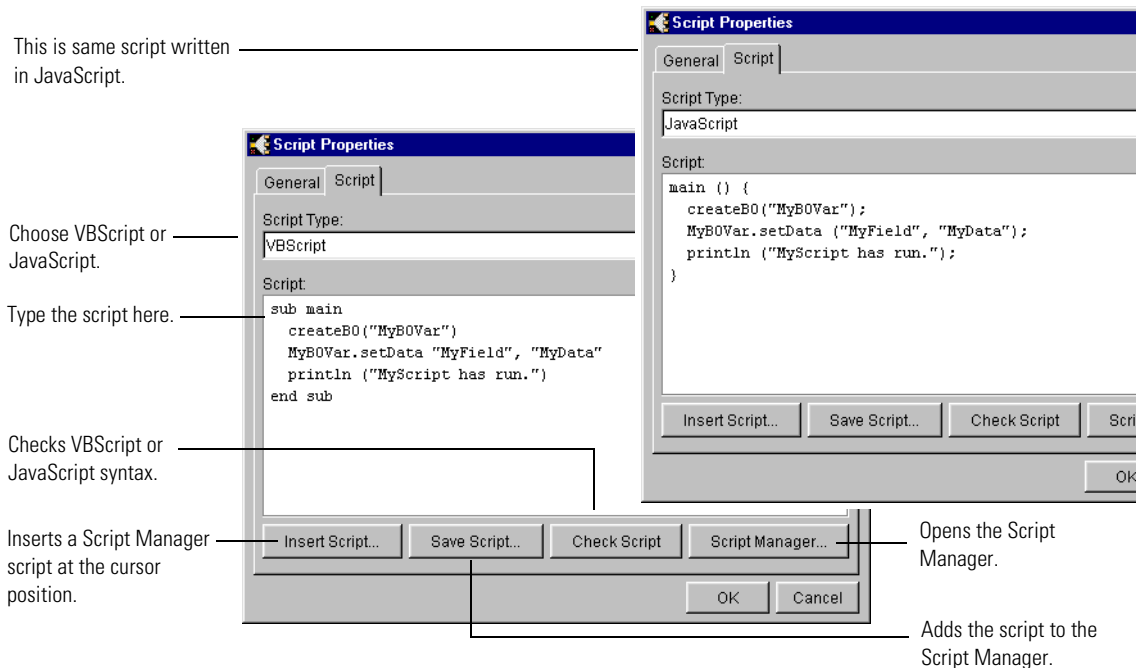 This is same script written
in JavaScript.
Script Properties
General Script
Script Type:
JavaScript
Script:
main () {
createBO("MyBOVar");
MyBOVar.setData ("MyField", "MyData");
println ("MyScript has run.");
}
Insert Script... Save Script... Check Script Scri
OK
Script Properties
General Script
Choose VBScript or
JavaScript.
Script Type:
VBScript
Type the script here.
Script:
sub main
createBO("MyBOVar")
MyBOVar.setData "MyField", "MyData"
println ("MyScript has run.")
end sub
Checks VBScript or
JavaScript syntax.
Inserts a Script Manager
script at the cursor
position.
Insert Script... Save Script... Check Script Script Manager...
OK Cancel
Opens the Script
Manager.
Adds the script to the
Script Manager.